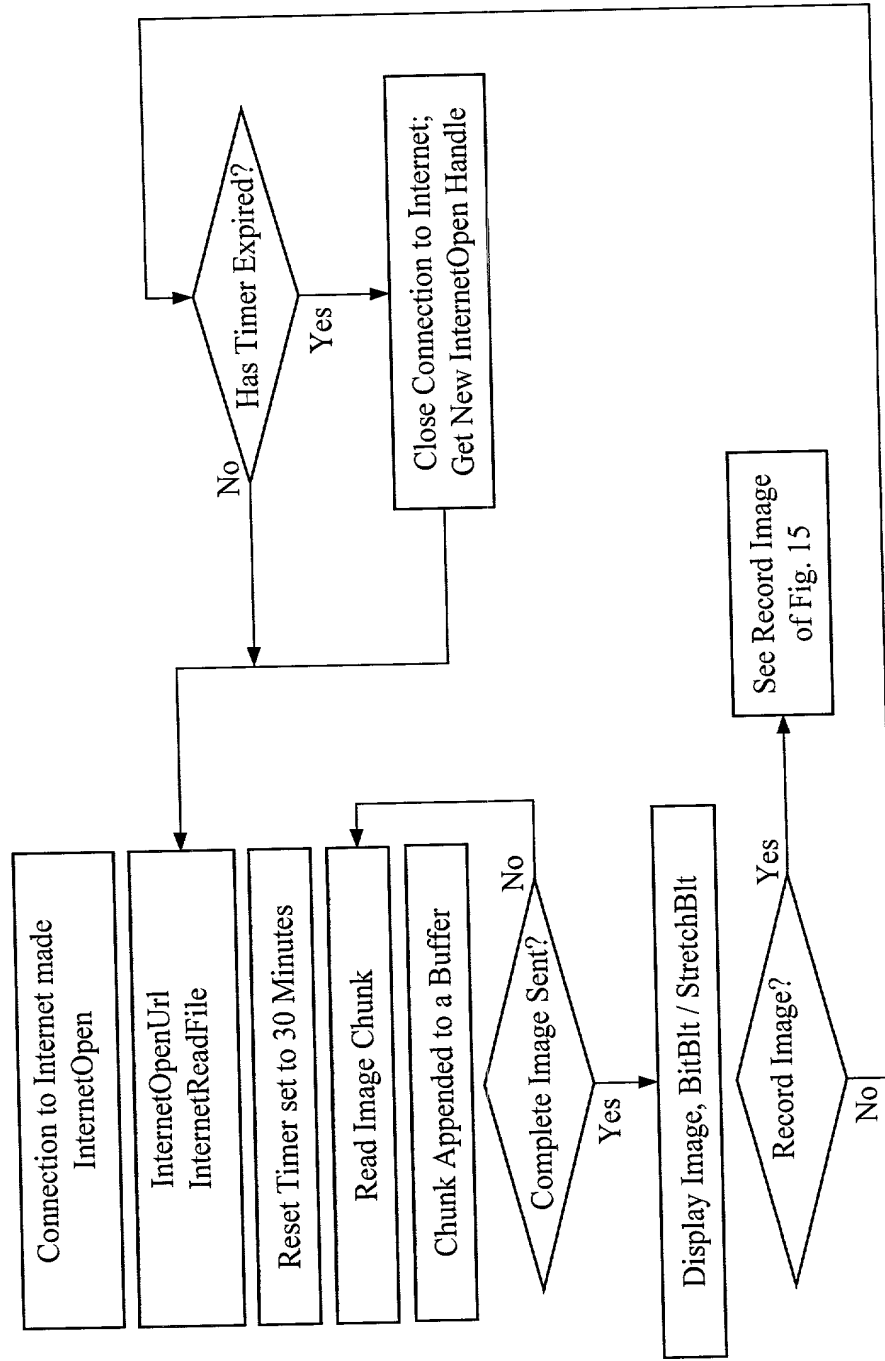 Connection to Internet made
InternetOpen
InternetOpenUrl
InternetReadFile
Reset Timer set to 30 Minutes
Read Image Chunk
Chunk Appended to a Buffer
Complete Image Sent?
No
Yes
Display Image, BitBlt / StretchBlt
Record Image?
Yes
No
See Record Image
of Fig. 15
Has Timer Expired?
No
Yes
Close Connection to Internet;
Get New InternetOpen Handle